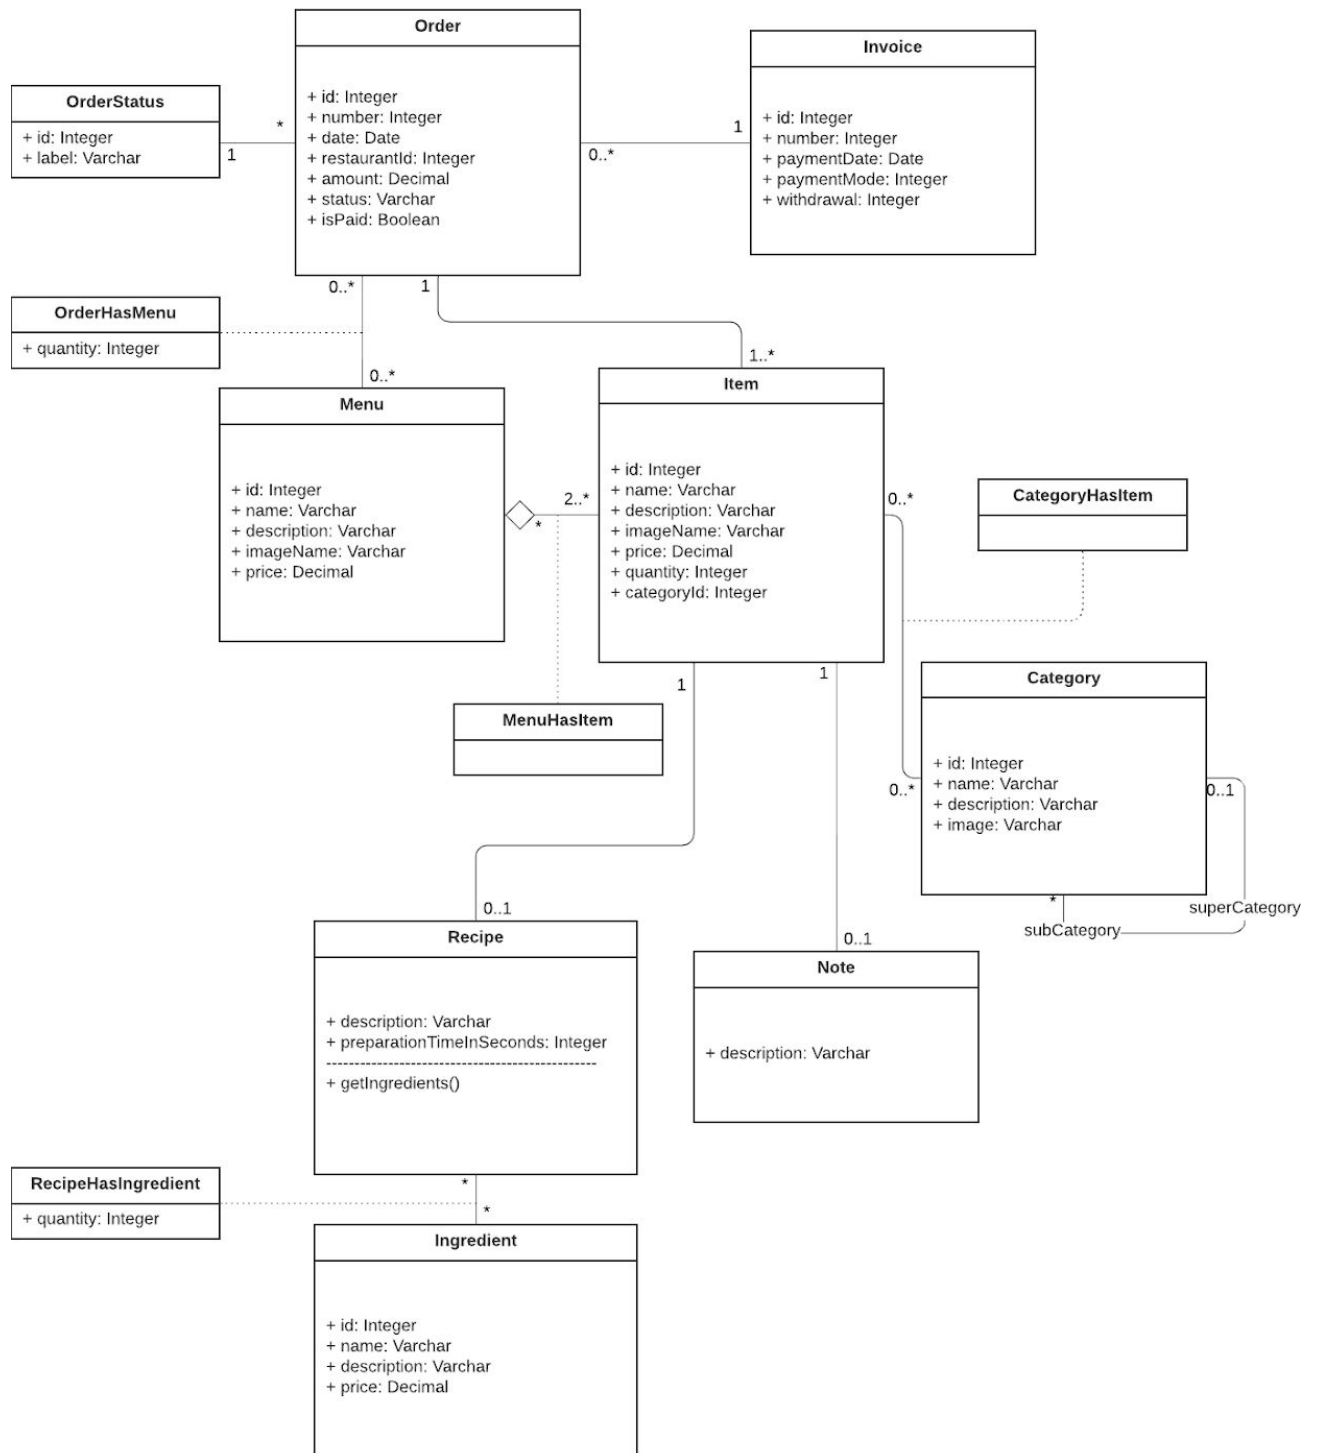 Order
+ id: Integer
+ number: Integer
+ date: Date
+ restaurantId: Integer
+ amount: Decimal
+ status: Varchar
+ isPaid: Boolean
Invoice
+ id: Integer
+ number: Integer
+ paymentDate: Date
+ paymentMode: Integer
+ withdrawal: Integer
OrderStatus
+ id: Integer
+ label: Varchar
*
1
0..*
1
0..*
1
OrderHasMenu
+ quantity: Integer
0..*
1..*
Menu
+ id: Integer
+ name: Varchar
+ description: Varchar
+ imageName: Varchar
+ price: Decimal
Item
+ id: Integer
+ name: Varchar
+ description: Varchar
+ imageName: Varchar
+ price: Decimal
+ quantity: Integer
+ categoryId: Integer
2..*
*
0..*
CategoryHasItem
MenuHasItem
1
1
Category
+ id: Integer
+ name: Varchar
+ description: Varchar
+ image: Varchar
0..*
0..1
*
superCategory
subCategory
0..1
0..1
Recipe
+ description: Varchar
+ preparationTimeInSeconds: Integer
------------------------------------------------
+ getIngredients()
Note
+ description: Varchar
RecipeHasIngredient
+ quantity: Integer
*
*
Ingredient
+ id: Integer
+ name: Varchar
+ description: Varchar
+ price: Decimal